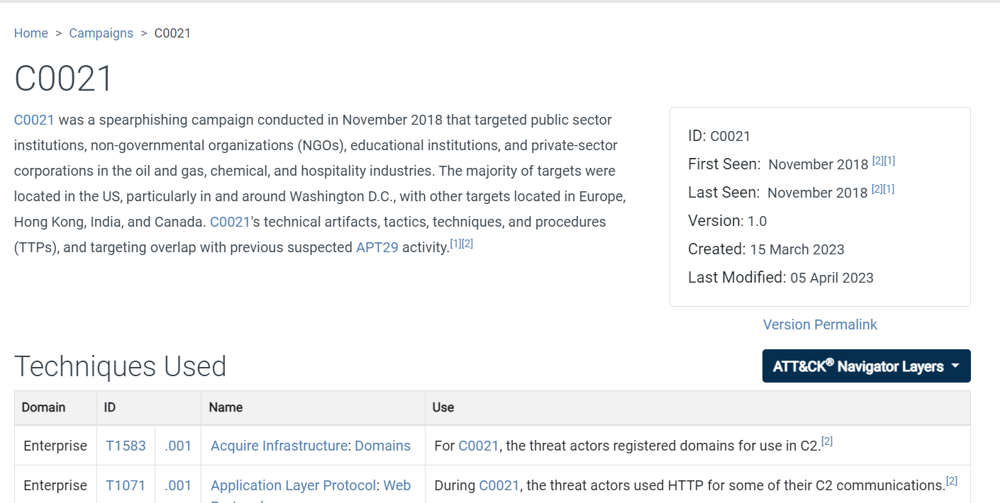 Home > Campaigns > C0021
C0021
C0021 was a spearphishing campaign conducted in November 2018 that targeted public sector
institutions, non-governmental organizations (NGOs), educational institutions, and private-sector
corporations in the oil and gas, chemical, and hospitality industries. The majority of targets were
located in the US, particularly in and around Washington D.C., with other targets located in Europe,
Hong Kong, India, and Canada. C0021's technical artifacts, tactics, techniques, and procedures
(TTPs), and targeting overlap with previous suspected APT29 activity.[1][2]
ID: C0021
First Seen: November 2018 [2][1]
Last Seen: November 2018 [2][1]
Version: 1.0
Created: 15 March 2023
Last Modified: 05 April 2023
Version Permalink
Techniques Used
ATT&CK® Navigator Layers
Domain ID Name Use
Enterprise T1583 .001 Acquire Infrastructure: Domains For C0021, the threat actors registered domains for use in C2.[2]
Enterprise T1071 .001 Application Layer Protocol: Web During C0021, the threat actors used HTTP for some of their C2 communications.[2]